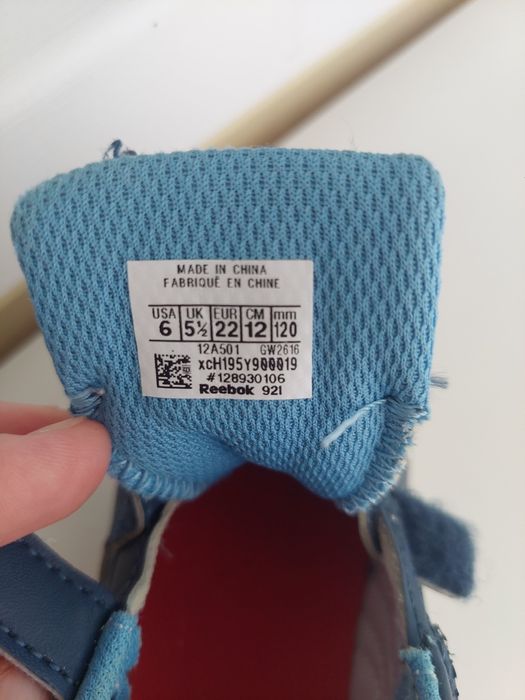 MADE IN CHINA
FABRIQUÉ EN CHINE
USA UK EUR CM mm
6 5½ 22 12 120
12A501 GW2616
xcH195Y900019
#128930106
Reebok 921